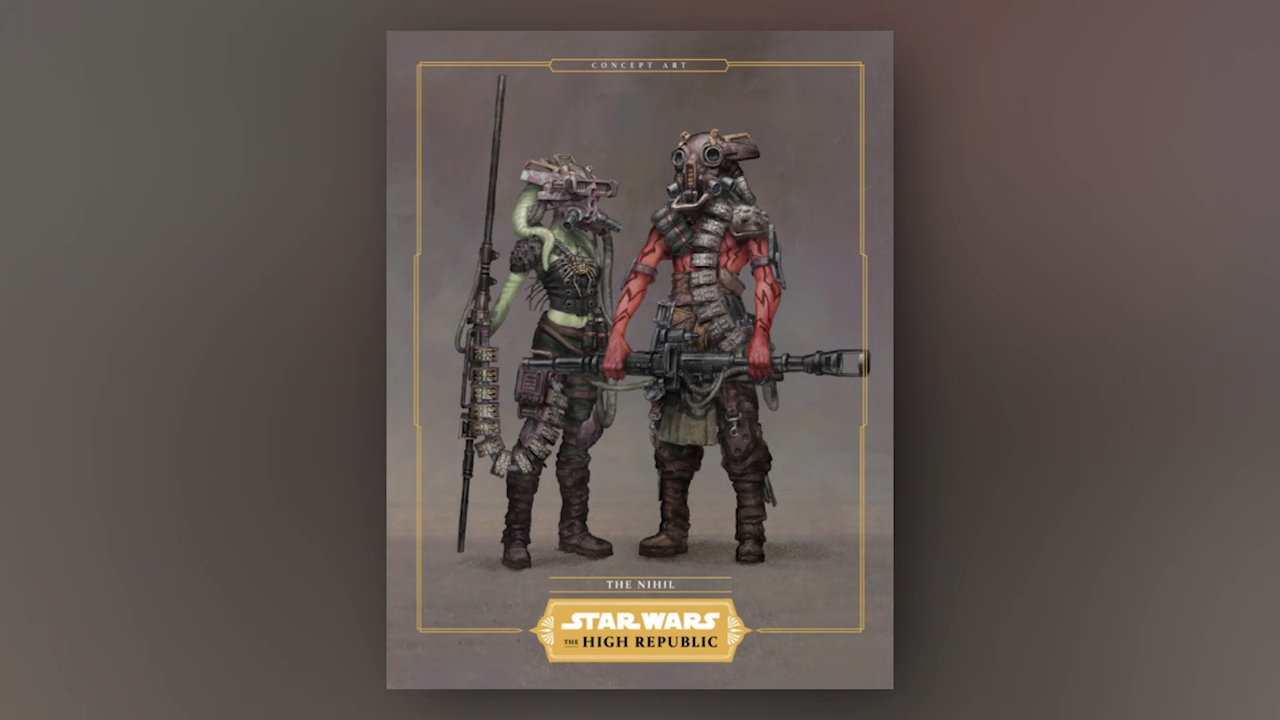 CONCEPT ART
THE NIHIL
STAR WARS
THE HIGH REPUBLIC